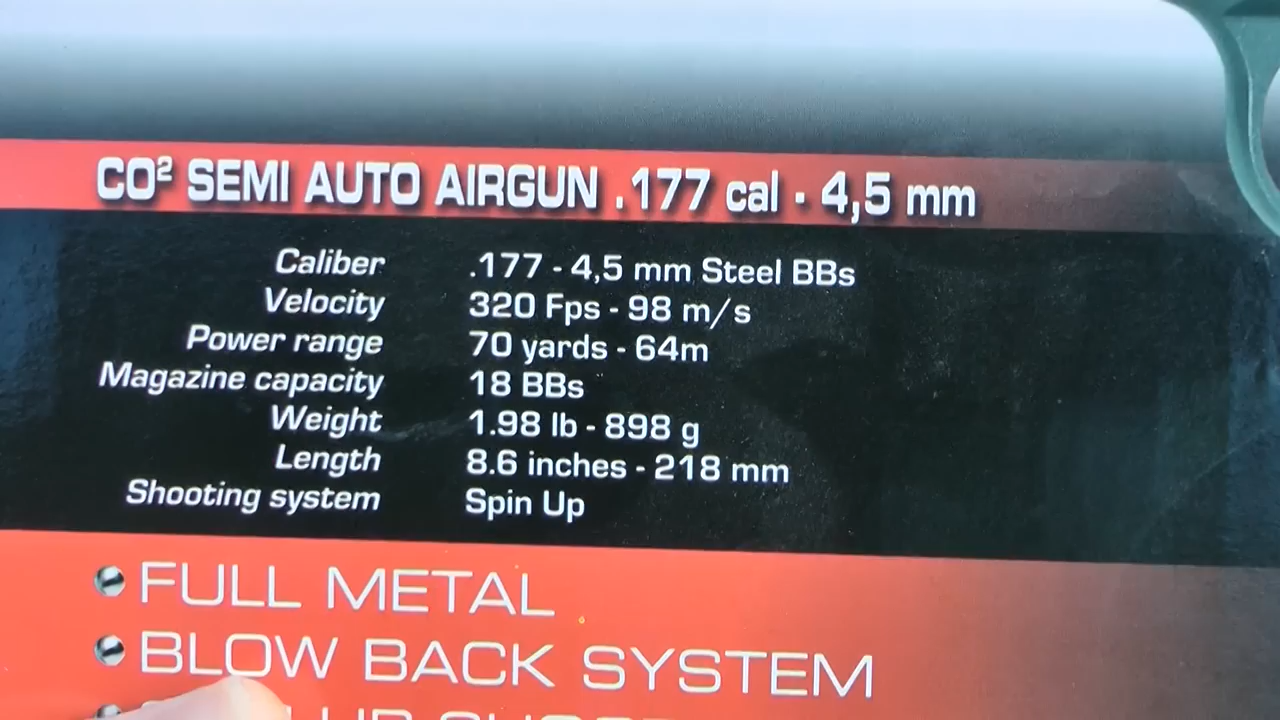 CO² SEMI AUTO AIRGUN .177 cal - 4,5 mm
Caliber .177 - 4,5 mm Steel BBs
Velocity 320 Fps - 98 m/s
Power range 70 yards - 64m
Magazine capacity 18 BBs
Weight 1.98 lb - 898 g
Length 8.6 inches - 218 mm
Shooting system Spin Up
FULL METAL
BLOW BACK SYSTEM